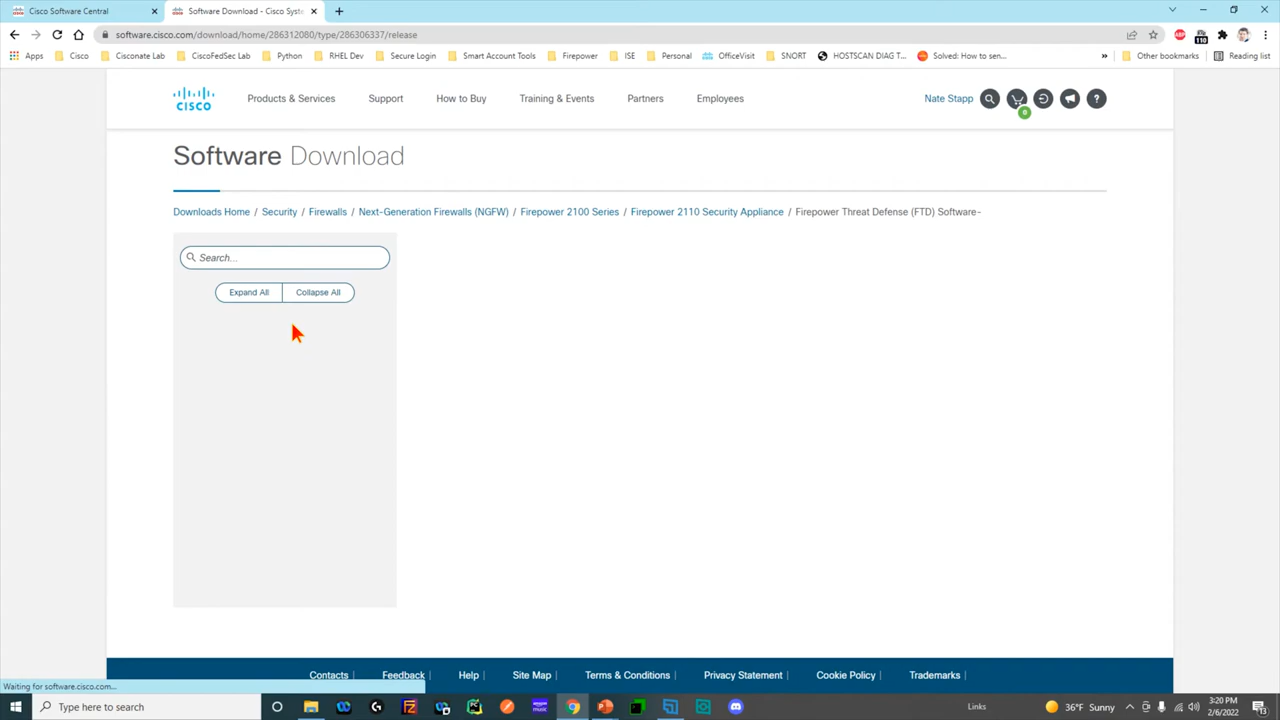 Cisco Software Central
Software Download - Cisco Syste
software.cisco.com/download/home/286312080/type/286306337/release
Apps Cisco Cisconate Lab CiscoFedSec Lab Python RHEL Dev Secure Login Smart Account Tools Firepower ISE Personal OfficeVisit SNORT HOSTSCAN DIAG T... Solved: How to sen... » Other bookmarks Reading list
CISCO Products & Services Support How to Buy Training & Events Partners Employees Nate Stapp ?
0
Software Download
Downloads Home / Security / Firewalls / Next-Generation Firewalls (NGFW) / Firepower 2100 Series / Firepower 2110 Security Appliance / Firepower Threat Defense (FTD) Software-
Search...
Expand All Collapse All
Contacts | Feedback | Help | Site Map | Terms & Conditions | Privacy Statement | Cookie Policy | Trademarks |
Waiting for software.cisco.com...
Type here to search
Links
36°F Sunny
3:20 PM
2/6/2022